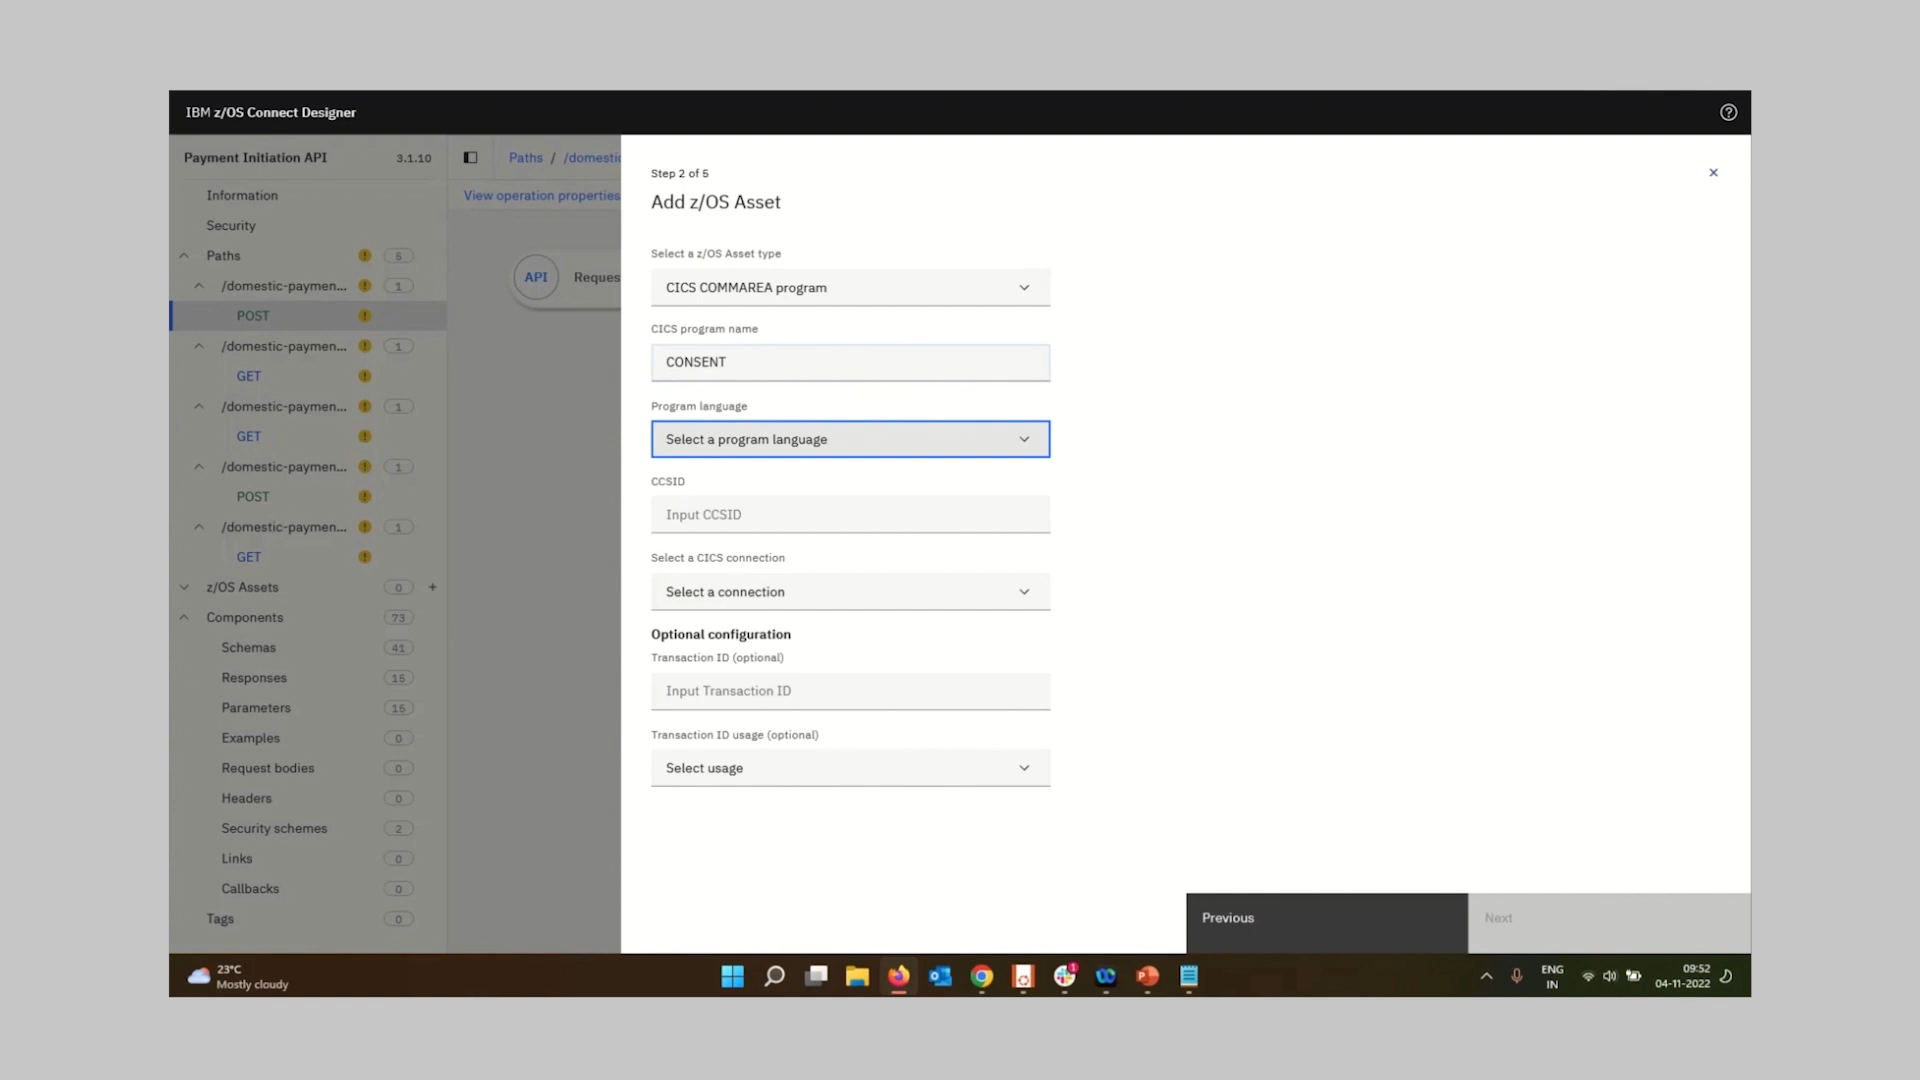 IBM z/OS Connect Designer
Payment Initiation API 3.1.10
Information
Security
Paths 5
/domestic-paymen... 1
POST
/domestic-paymen... 1
GET
/domestic-paymen... 1
GET
/domestic-paymen... 1
POST
/domestic-paymen... 1
GET
z/OS Assets 0 +
Components 73
Schemas 41
Responses 15
Parameters 15
Examples 0
Request bodies 0
Headers 0
Security schemes 2
Links 0
Callbacks 0
Tags 0
Paths / /domestic
View operation properties
API Reques
Step 2 of 5
Add z/OS Asset
Select a z/OS Asset type
CICS COMMAREA program
CICS program name
CONSENT
Program language
Select a program language
CCSID
Input CCSID
Select a CICS connection
Select a connection
Optional configuration
Transaction ID (optional)
Input Transaction ID
Transaction ID usage (optional)
Select usage
Previous
Next
23°C
Mostly cloudy
1
ENG
IN
09:52
04-11-2022